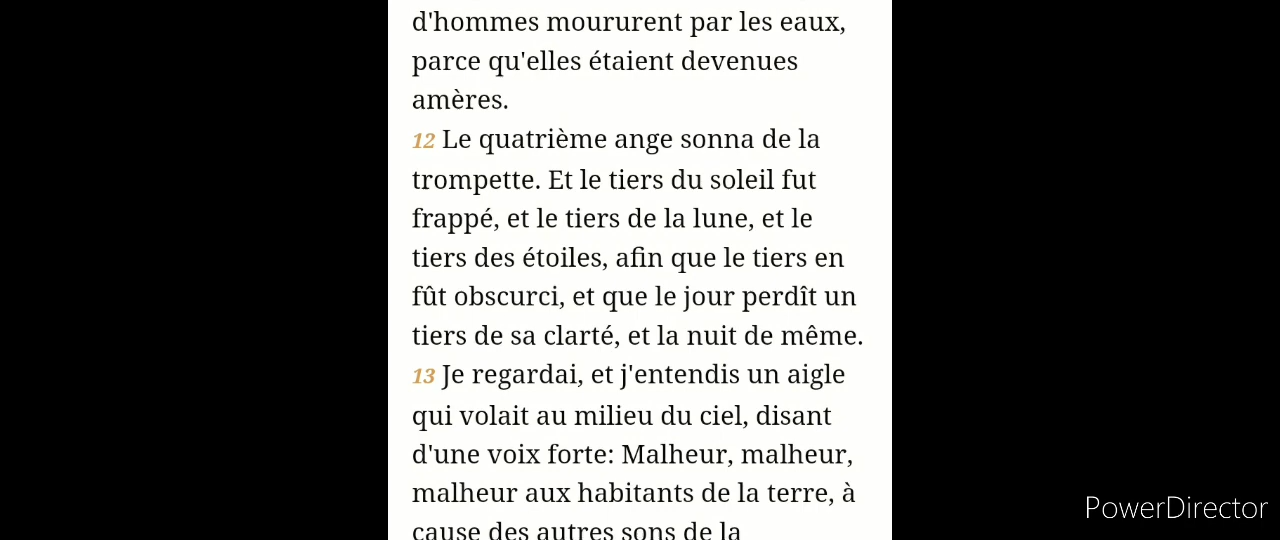 d'hommes moururent par les eaux,
parce qu'elles étaient devenues
amères.
12 Le quatrième ange sonna de la
trompette. Et le tiers du soleil fut
frappé, et le tiers de la lune, et le
tiers des étoiles, afin que le tiers en
fût obscurci, et que le jour perdît un
tiers de sa clarté, et la nuit de même.
13 Je regardai, et j'entendis un aigle
qui volait au milieu du ciel, disant
d'une voix forte: Malheur, malheur,
malheur aux habitants de la terre, à
cause des autres sons de la
PowerDirector